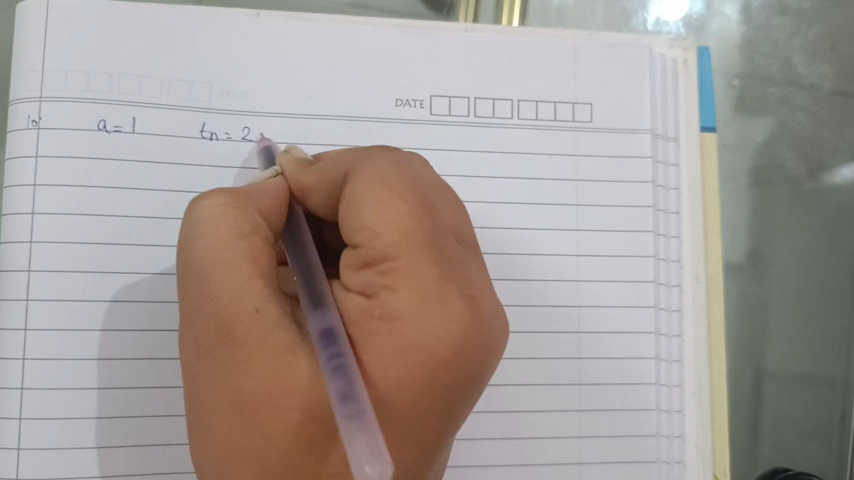 DATE
10) a = 1 tn = 2